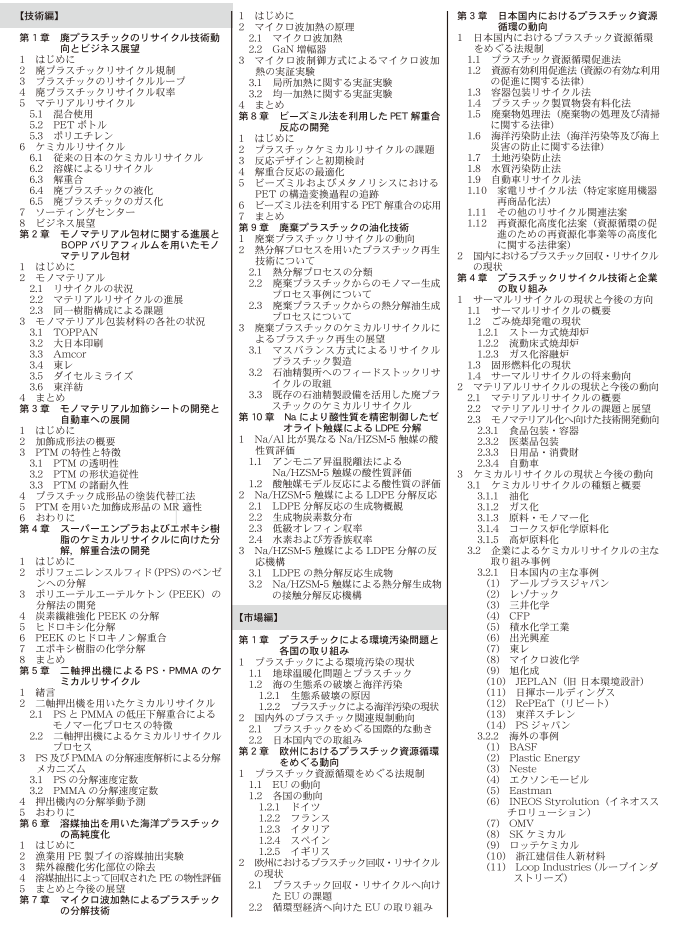 【技術編】
第1章 廃プラスチックのリサイクル技術動
向とビジネス展望
1 はじめに
2 廃プラスチックリサイクル規制
3 プラスチックのリサイクルループ
4 廃プラスチックリサイクル収率
5 マテリアルリサイクル
5.1 混合使用
5.2 PET ボトル
5.3 ポリエチレン
6 ケミカルリサイクル
6.1 従来の日本のケミカルリサイクル
6.2 溶媒によるリサイクル
6.3 解重合
6.4 廃プラスチックの液化
6.5 廃プラスチックのガス化
7 ソーティングセンター
8 ビジネス展望
第2章 モノマテリアル包材に関する進展と
BOPP バリアフィルムを用いたモノ
マテリアル包材
1 はじめに
2 モノマテリアル
2.1 リサイクルの状況
2.2 マテリアルリサイクルの進展
2.3 同一樹脂構成による課題
3 モノマテリアル包装材料の各社の状況
3.1 TOPPAN
3.2 大日本印刷
3.3 Amcor
3.4 東レ
3.5 ダイセルミライズ
3.6 東洋紡
4 まとめ
第3章 モノマテリアル加飾シートの開発と
自動車への展開
1 はじめに
2 加飾成形法の概要
3 PTM の特性と特徴
3.1 PTM の透明性
3.2 PTM の形状追従性
3.3 PTM の諸耐久性
4 プラスチック成形品の塗装代替工法
5 PTM を用いた加飾成形品の MR 適性
6 おわりに
第4章 スーパーエンプラおよびエポキシ樹
脂のケミカルリサイクルに向けた分
解，解重合法の開発
1 はじめに
2 ポリフェニレンスルフィド(PPS)のベンゼ
ンへの分解
3 ポリエーテルエーテルケトン (PEEK) の
分解法の開発
4 炭素繊維強化 PEEK の分解
5 ヒドロキシ化分解
6 PEEK のヒドロキノン解重合
7 エポキシ樹脂の化学分解
8 まとめ
第5章 二軸押出機による PS・PMMA のケ
ミカルリサイクル
1 緒言
2 二軸押出機を用いたケミカルリサイクル
2.1 PS と PMMA の低圧下解重合による
モノマー化プロセスの特徴
2.2 二軸押出機によるケミカルリサイクル
プロセス
3 PS 及び PMMA の分解速度解析による分解
メカニズム
3.1 PS の分解速度定数
3.2 PMMA の分解速度定数
4 押出機内の分解挙動予測
5 おわりに
第6章 溶媒抽出を用いた海洋プラスチック
の高純度化
1 はじめに
2 漁業用 PE 製ブイの溶媒抽出実験
3 紫外線酸化劣化部位の除去
4 溶媒抽出によって回収された PE の物性評価
5 まとめと今後の展望
第7章 マイクロ波加熱によるプラスチック
の分解技術
1 はじめに
2 マイクロ波加熱の原理
2.1 マイクロ波加熱
2.2 GaN 増幅器
3 マイクロ波制御方式によるマイクロ波加
熱の実証実験
3.1 局所加熱に関する実証実験
3.2 均一加熱に関する実証実験
4 まとめ
第8章 ビーズミル法を利用した PET 解重合
反応の開発
1 はじめに
2 プラスチックケミカルリサイクルの課題
3 反応デザインと初期検討
4 解重合反応の最適化
5 ビーズミルおよびメタノリシスにおける
PET の構造変換過程の追跡
6 ビーズミル法を利用する PET 解重合の応用
7 まとめ
第9章 廃棄プラスチックの油化技術
1 廃棄プラスチックリサイクルの動向
2 熱分解プロセスを用いたプラスチック再生
技術について
2.1 熱分解プロセスの分類
2.2 廃棄プラスチックからのモノマー生成
プロセス事例について
2.3 廃棄プラスチックからの熱分解油生成
プロセスについて
3 廃棄プラスチックのケミカルリサイクルに
よるプラスチック再生の展望
3.1 マスバランス方式によるリサイクル
プラスチック製造
3.2 石油精製所へのフィードストックリサ
イクルの取組
3.3 既存の石油精製設備を活用した廃プラ
スチックのケミカルリサイクル
第10章 Na により酸性質を精密制御したゼ
オライト触媒による LDPE 分解
1 Na/Al 比が異なる Na/HZSM-5 触媒の酸
性質評価
1.1 アンモニア昇温脱離法による
Na/HZSM-5 触媒の酸性質評価
1.2 酸触媒モデル反応による酸性質の評価
2 Na/HZSM-5 触媒による LDPE 分解反応
2.1 LDPE 分解反応の生成物概観
2.2 生成物炭素数分布
2.3 低級オレフィン収率
2.4 水素および芳香族収率
3 Na/HZSM-5 触媒による LDPE 分解の反
応機構
3.1 LDPE の熱分解反応生成物
3.2 Na/HZSM-5 触媒による熱分解生成物
の接触分解反応機構
【市場編】
第1章 プラスチックによる環境汚染問題と
各国の取り組み
1 プラスチックによる環境汚染の現状
1.1 地球温暖化問題とプラスチック
1.2 海の生態系の破壊と海洋汚染
1.2.1 生態系破壊の原因
1.2.2 プラスチックによる海洋汚染の現状
2 国内外のプラスチック関連規制動向
2.1 プラスチックをめぐる国際的な動き
2.2 日本国内での取組み
第2章 欧州におけるプラスチック資源循環
をめぐる動向
1 プラスチック資源循環をめぐる法規制
1.1 EU の動向
1.2 各国の動向
1.2.1 ドイツ
1.2.2 フランス
1.2.3 イタリア
1.2.4 スペイン
1.2.5 イギリス
2 欧州におけるプラスチック回収・リサイクル
の現状
2.1 プラスチック回収・リサイクルへ向け
た EU の課題
2.2 循環型経済へ向けた EU の取り組み
第3章 日本国内におけるプラスチック資源
循環の動向
1 日本国内におけるプラスチック資源循環
をめぐる法規制
1.1 プラスチック資源循環促進法
1.2 資源有効利用促進法 (資源の有効な利用
の促進に関する法律)
1.3 容器包装リサイクル法
1.4 プラスチック製買物袋有料化法
1.5 廃棄物処理法（廃棄物の処理及び清掃
に関する法律）
1.6 海洋汚染防止法（海洋汚染等及び海上
災害の防止に関する法律）
1.7 土地汚染防止法
1.8 水質汚染防止法
1.9 自動車リサイクル法
1.10 家電リサイクル法（特定家庭用機器
再商品化法）
1.11 その他のリサイクル関連法案
1.12 再資源化高度化法案（資源循環の促
進のための再資源化事業等の高度化
に関する法律案）
2 国内におけるプラスチック回収・リサイクル
の現状
第4章 プラスチックリサイクル技術と企業
の取り組み
1 サーマルリサイクルの現状と今後の方向
1.1 サーマルリサイクルの概要
1.2 ごみ焼却発電の現状
1.2.1 ストーカ式焼却炉
1.2.2 流動床式焼却炉
1.2.3 ガス化溶融炉
1.3 固形燃料化の現状
1.4 サーマルリサイクルの将来動向
2 マテリアルリサイクルの現状と今後の動向
2.1 マテリアルリサイクルの概要
2.2 マテリアルリサイクルの課題と展望
2.3 モノマテリアル化へ向けた技術開発動向
2.3.1 食品包装・容器
2.3.2 医薬品包装
2.3.3 日用品・消費財
2.3.4 自動車
3 ケミカルリサイクルの現状と今後の動向
3.1 ケミカルリサイクルの種類と概要
3.1.1 油化
3.1.2 ガス化
3.1.3 原料・モノマー化
3.1.4 コークス炉化学原料化
3.1.5 高炉原料化
3.2 企業によるケミカルリサイクルの主な
取り組み事例
3.2.1 日本国内の主な事例
(1) アールプラスジャパン
(2) レゾナック
(3) 三井化学
(4) CFP
(5) 積水化学工業
(6) 出光興産
(7) 東レ
(8) マイクロ波化学
(9) 旭化成
(10) JEPLAN（旧 日本環境設計）
(11) 日揮ホールディングス
(12) RePEaT（リピート）
(13) 東洋スチレン
(14) PS ジャパン
3.2.2 海外の事例
(1) BASF
(2) Plastic Energy
(3) Neste
(4) エクソンモービル
(5) Eastman
(6) INEOS Styrolution（イネオスス
チロリューション）
(7) OMV
(8) SK ケミカル
(9) ロッテケミカル
(10) 浙江建信佳人新材料
(11) Loop Industries (ループインダ
ストリーズ)